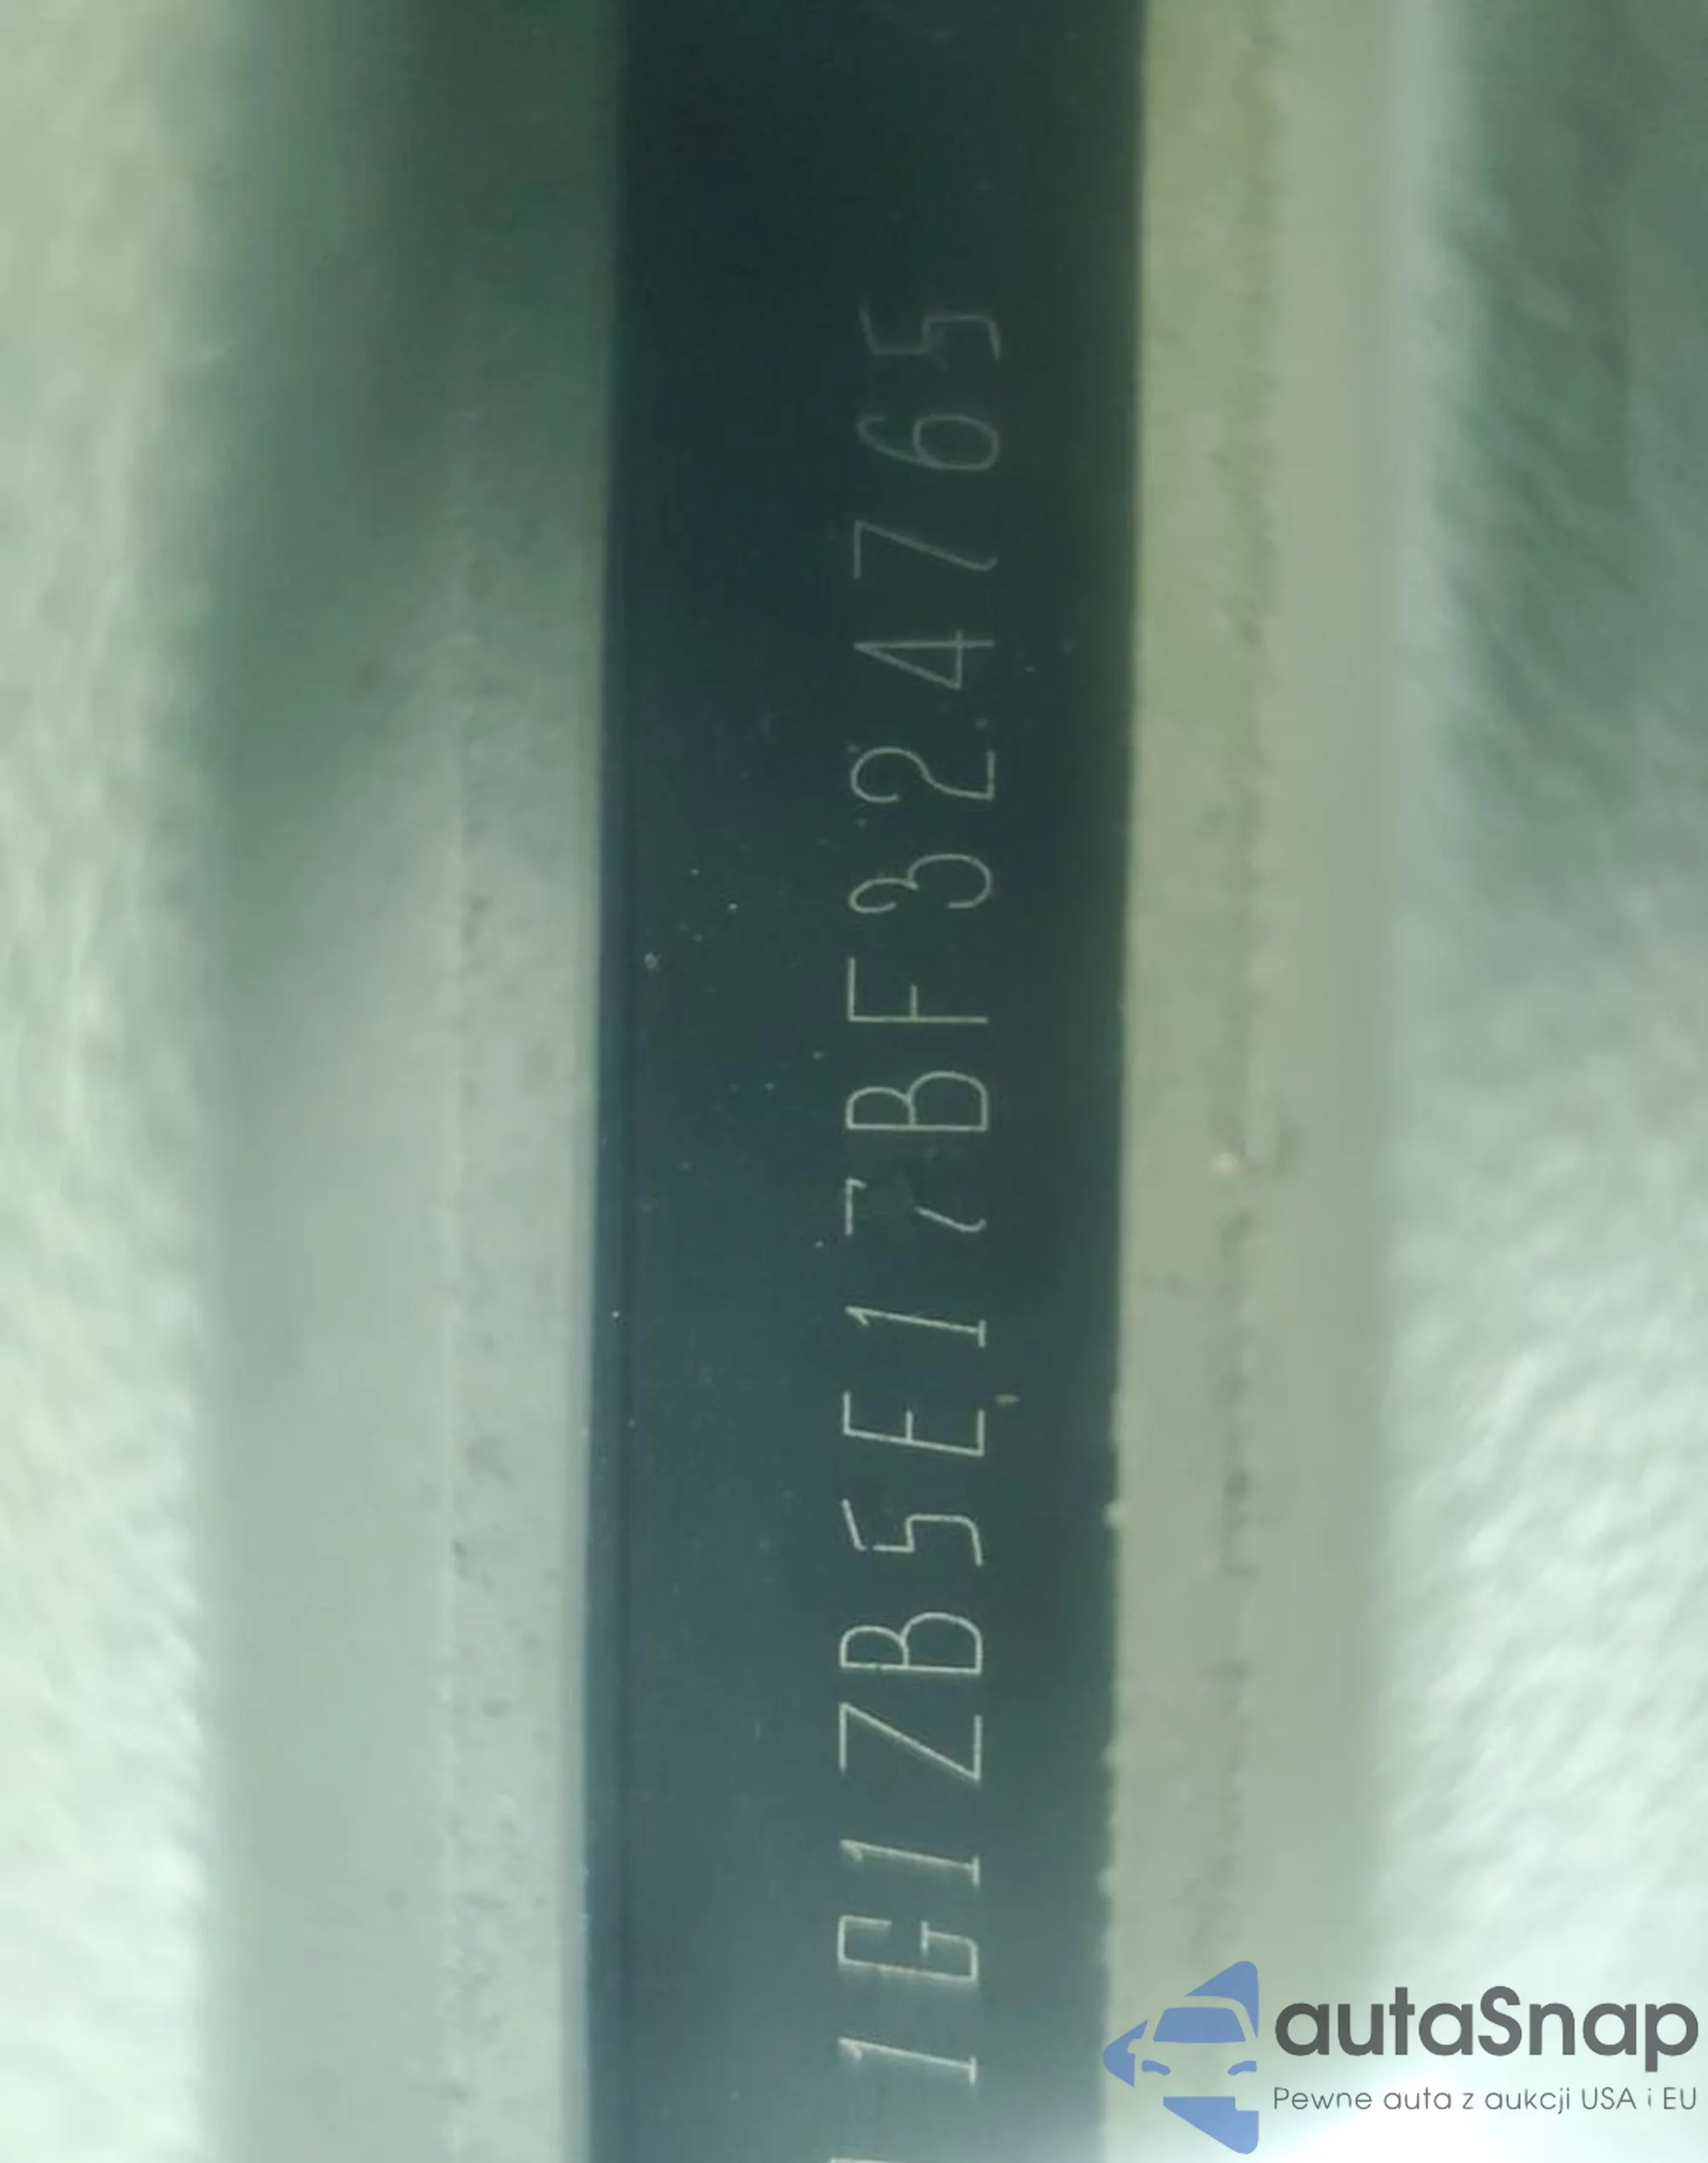 1G1ZB5E17BF324765
autaSnap
Pewne auta z aukcji USA i EU